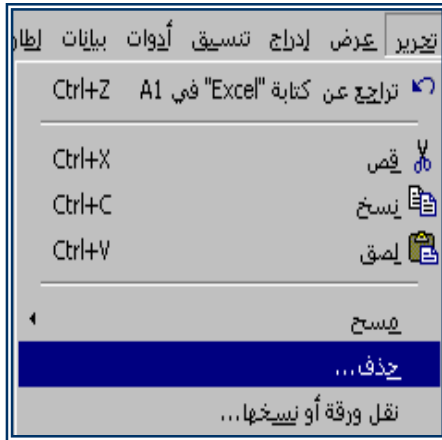 تحرير عرض إدراج تنسيق أدوات بيانات إطار
تراجع عن كتابة "Excel" في A1 Ctrl+Z
قص Ctrl+X
نسخ Ctrl+C
لصق Ctrl+V
مسح
حذف...
نقل ورقة أو نسخها...